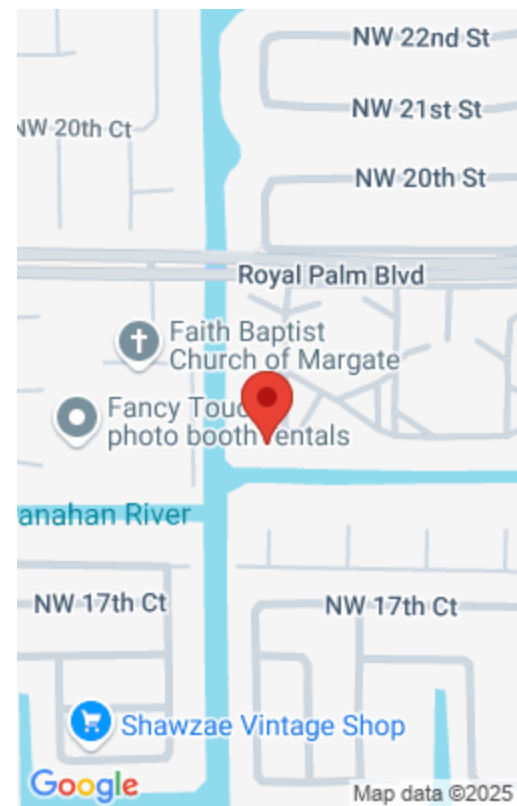 NW 22nd St
NW 21st St
NW 20th Ct
NW 20th St
Royal Palm Blvd
Faith Baptist
Church of Margate
Fancy
photo booth rentals
River
NW 17th Ct
NW 17th Ct
Shawzae Vintage Shop
Google
Map data ©2025